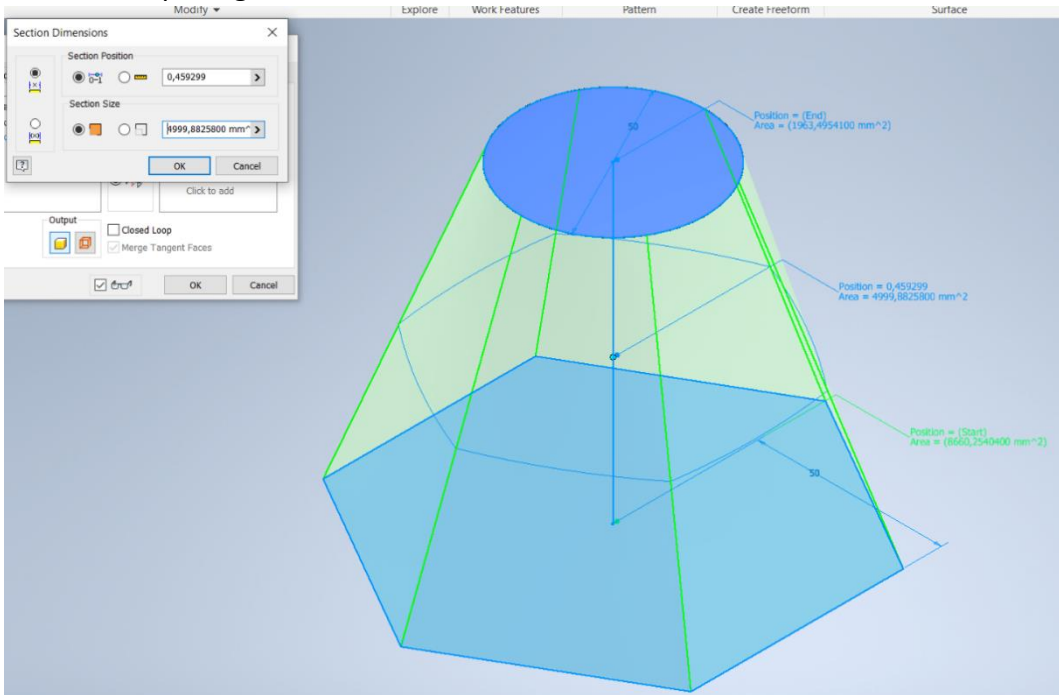 Modify
Explore
Work Features
Pattern
Create Freeform
Surface
Section Dimensions
Section Position
0-1
0,459299
Section Size
4999,8825800 mm^
OK
Cancel
Click to add
Output
Closed Loop
Merge Tangent Faces
OK
Cancel
50
Position = (End)
Area = (1963,4954100 mm^2)
Position = 0,459299
Area = 4999,8825800 mm^2
Position = (Start)
Area = (8660,2540400 mm^2)
50